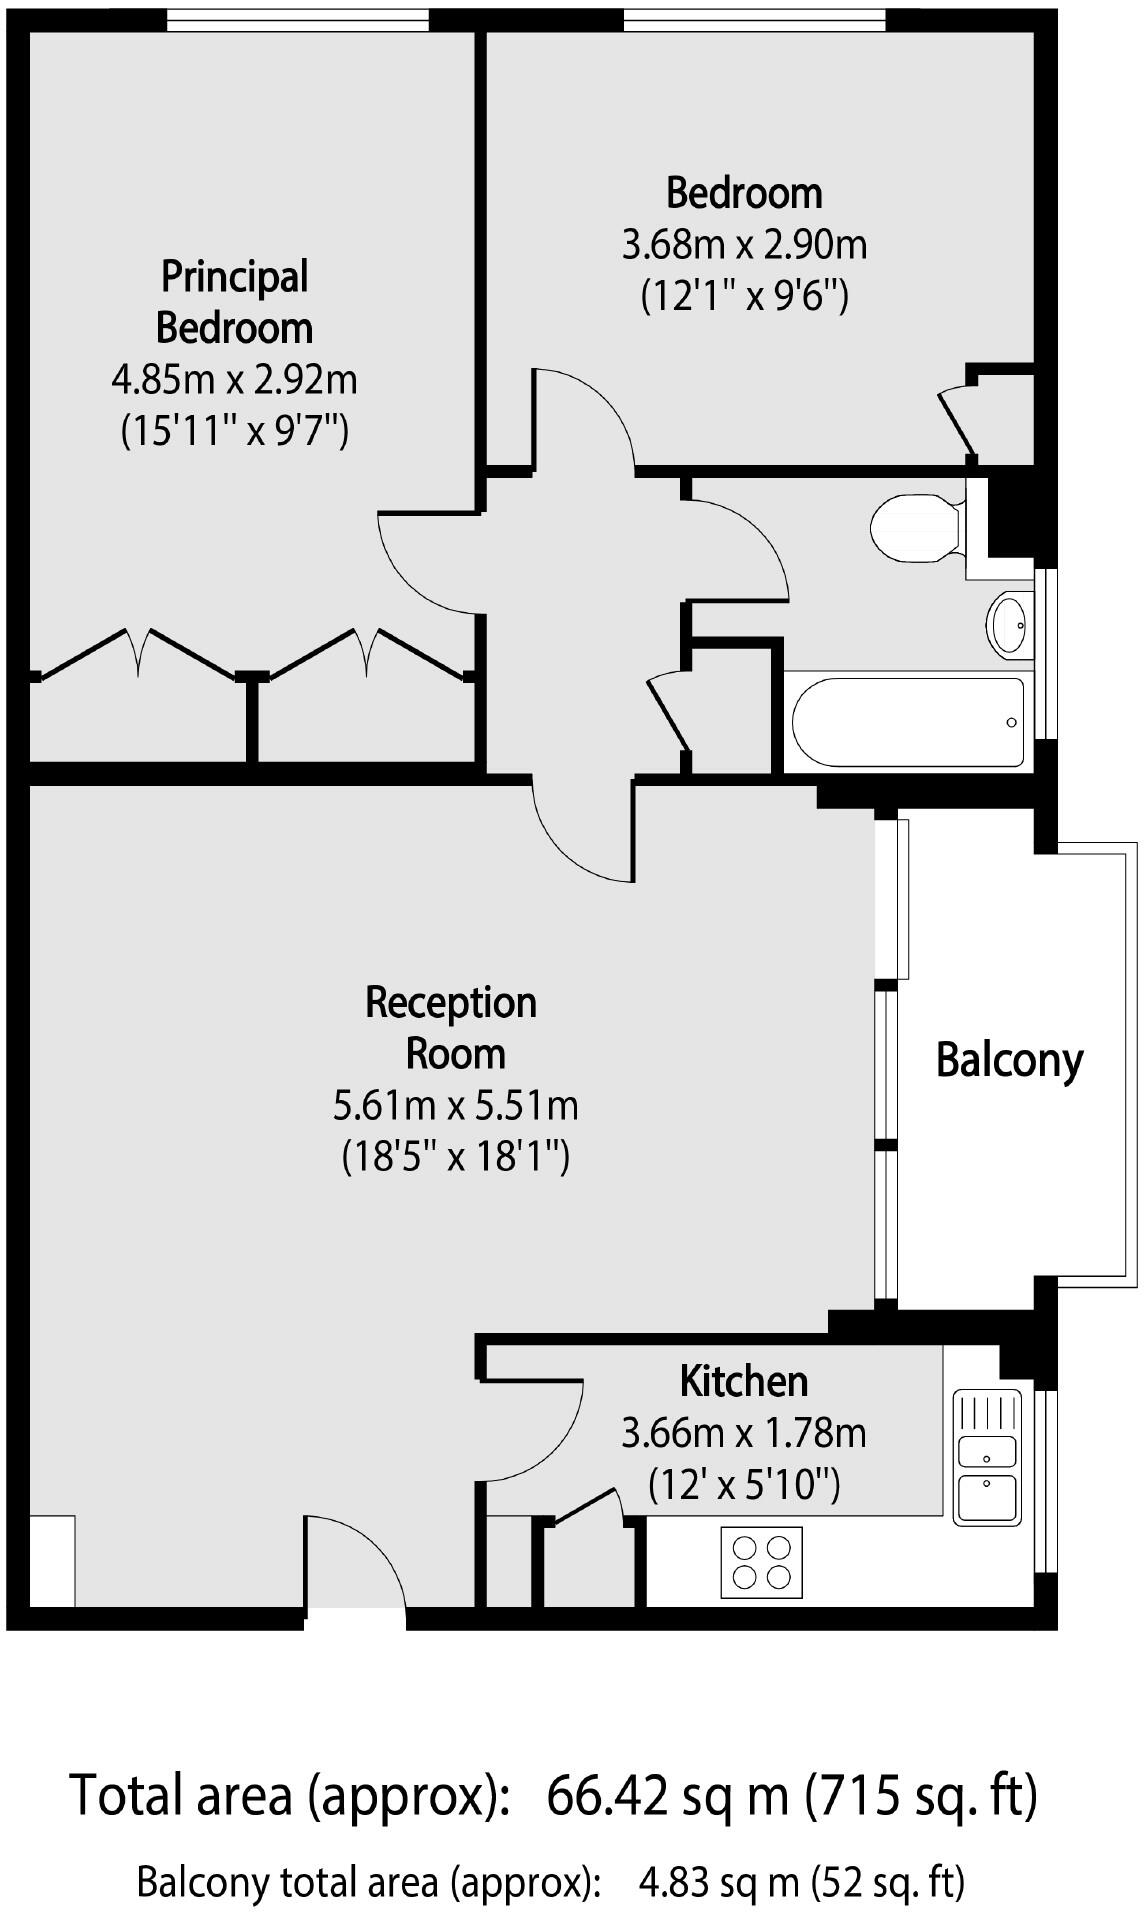 Bedroom
3.68m x 2.90m
(12'1" x 9'6")
Principal
Bedroom
4.85m x 2.92m
(15'11" x 9'7")
Reception
Room
5.61m x 5.51m
(18'5" x 18'1")
Balcony
Kitchen
3.66m x 1.78m
(12' x 5'10")
Total area (approx): 66.42 sq m (715 sq. ft)
Balcony total area (approx): 4.83 sq m (52 sq. ft)